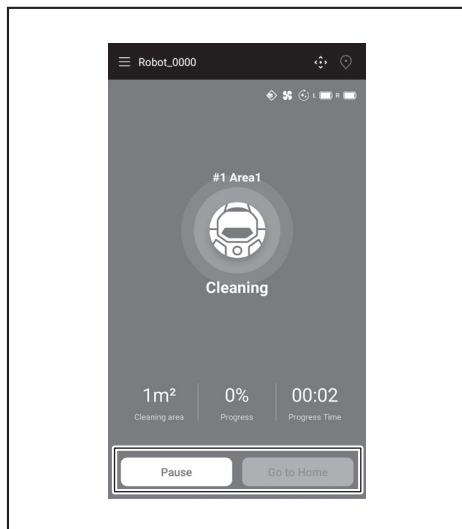 Robot_0000
L R
#1 Area1
Cleaning
1m² 0% 00:02
Cleaning area Progress Progress Time
Pause Go to Home